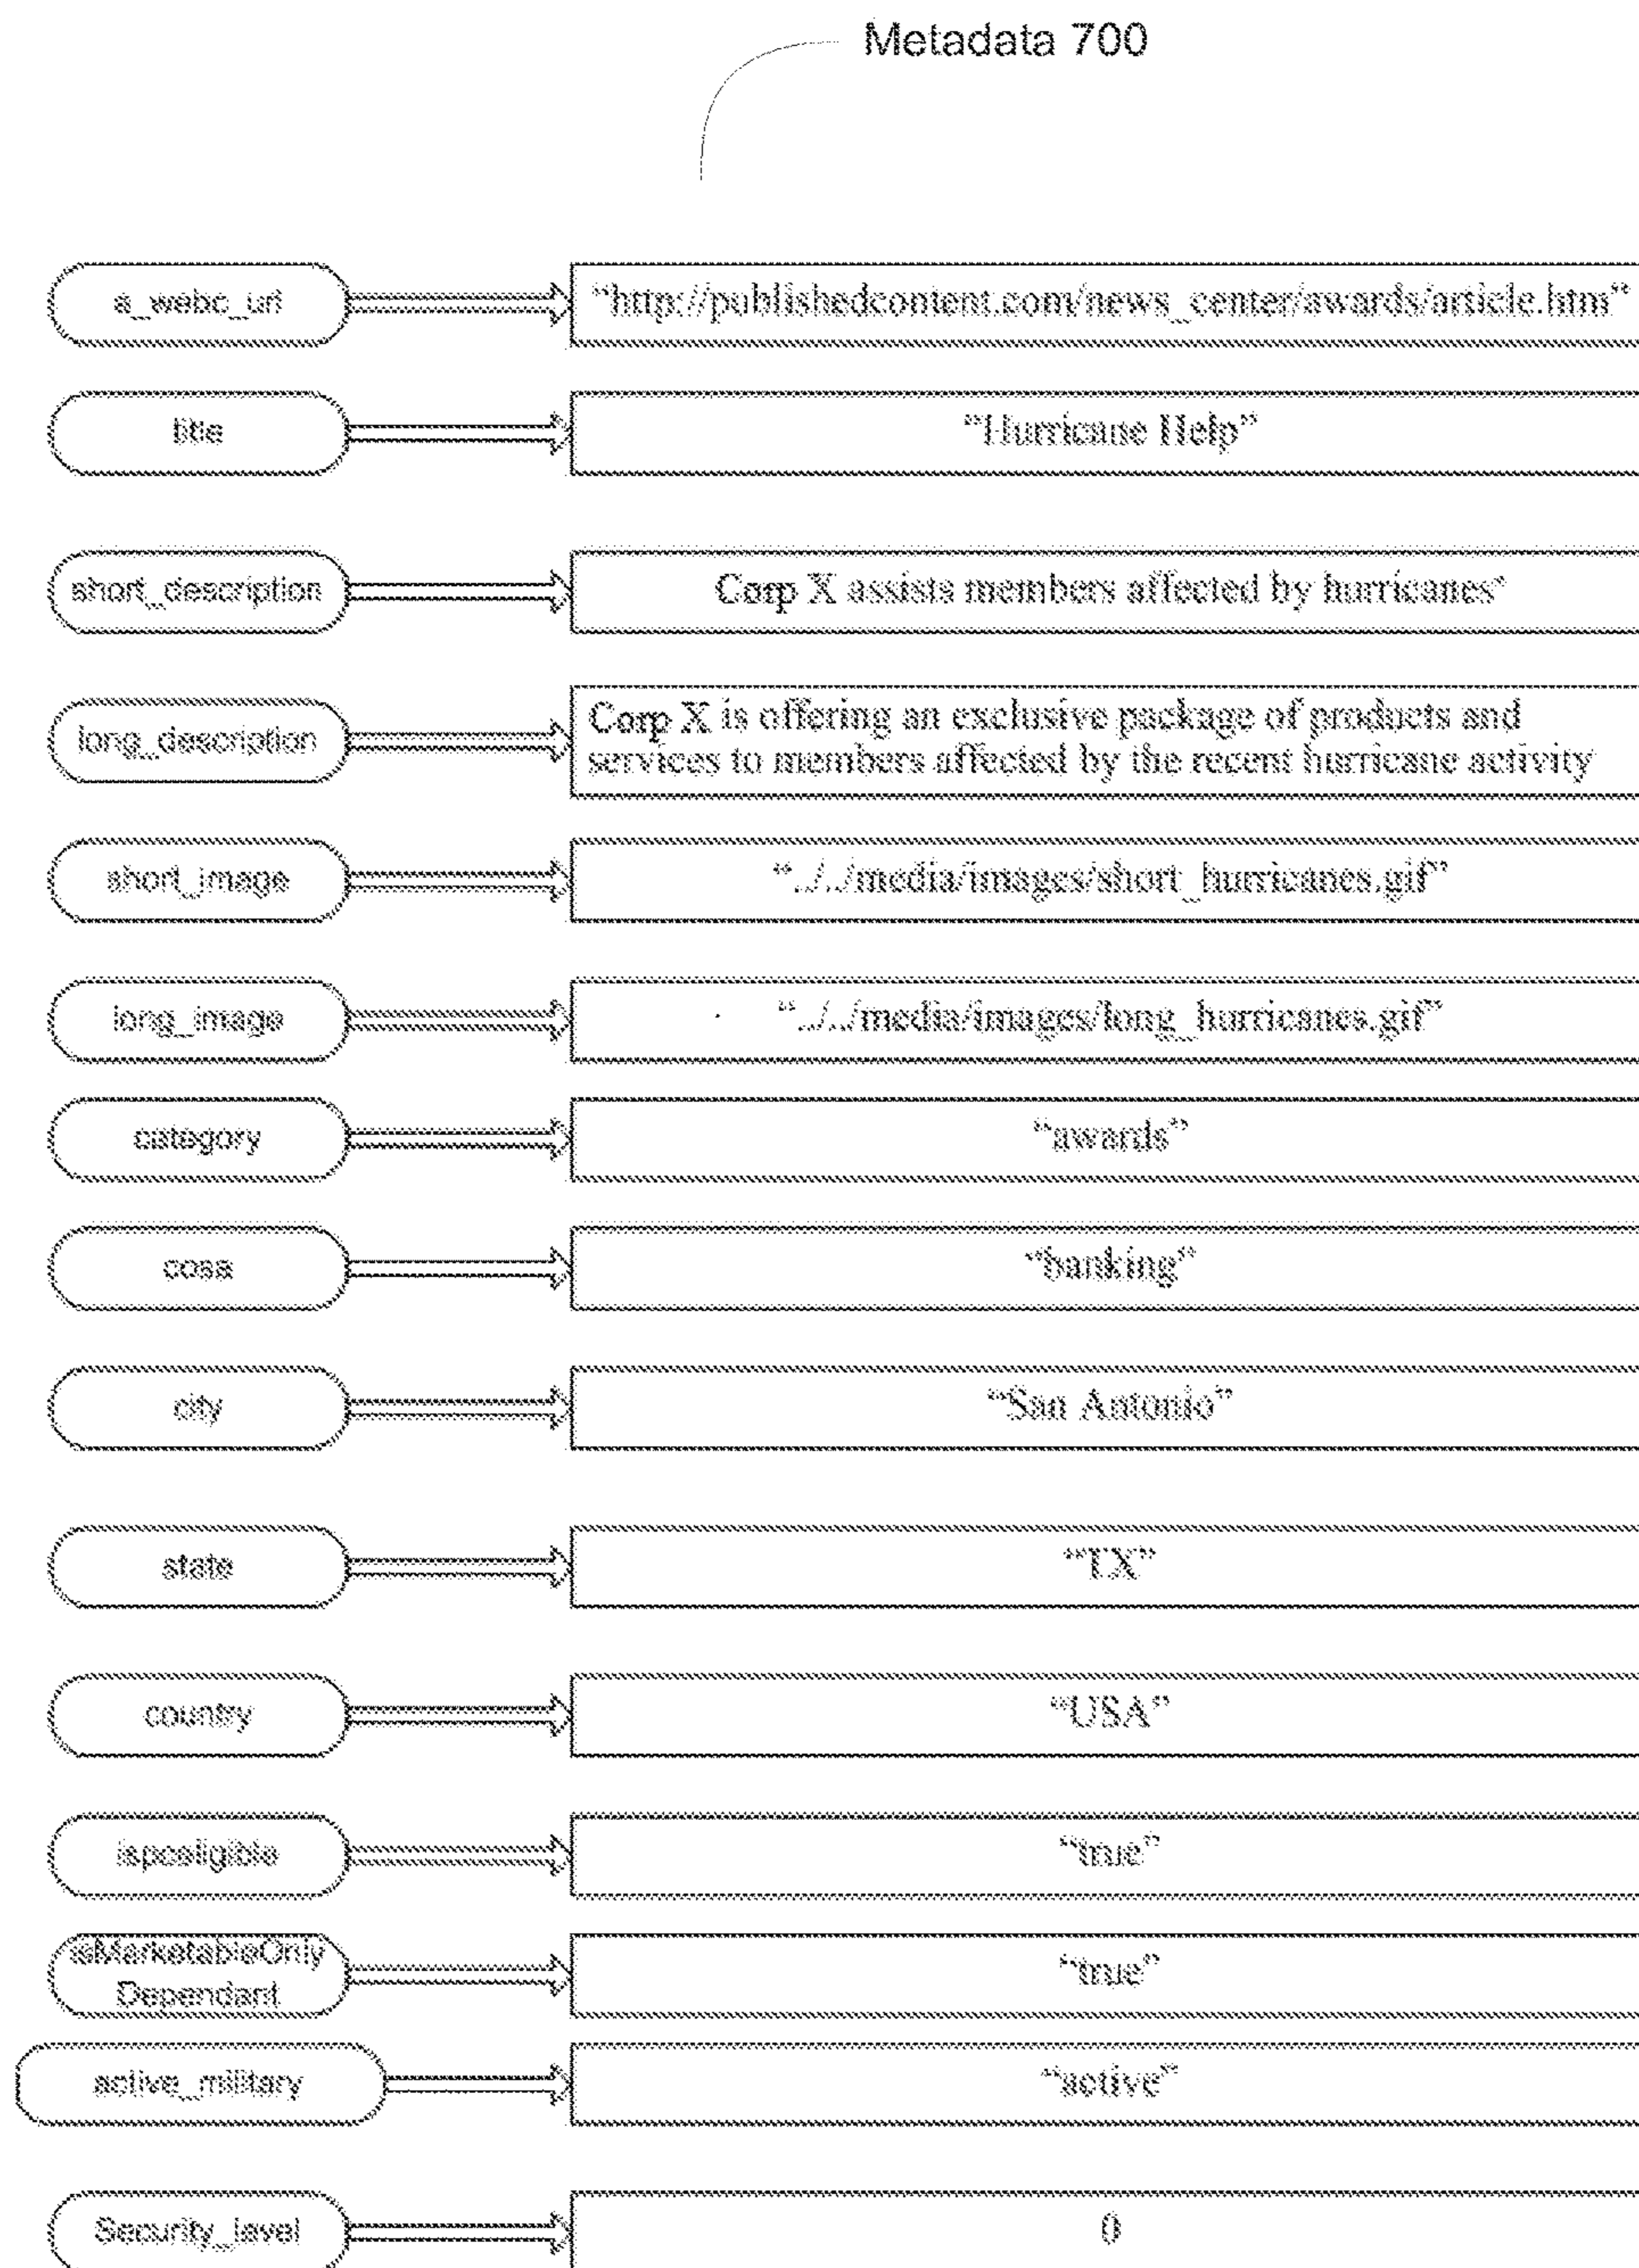 Metadata 700
a_webc_url
“http://publishedcontent.com/news_center/awards/article.htm“
title
“Hurricane Help”
short_description
Corp X assists members affected by hurricanes“
long_description
Corp X is offering an exclusive package of products and
services to members affected by the recent hurricane activity
short_image
“../../media/images/short_hurricanes.gif”
long_image
“../../media/images/long_hurricanes.gif”
category
“awards”
cosa
“banking”
city
“San Antonio”
state
“TX”
country
“USA”
ispceligible
“true”
isMarketableOnly
Dependant
“true”
active_military
“active”
Security_level
0